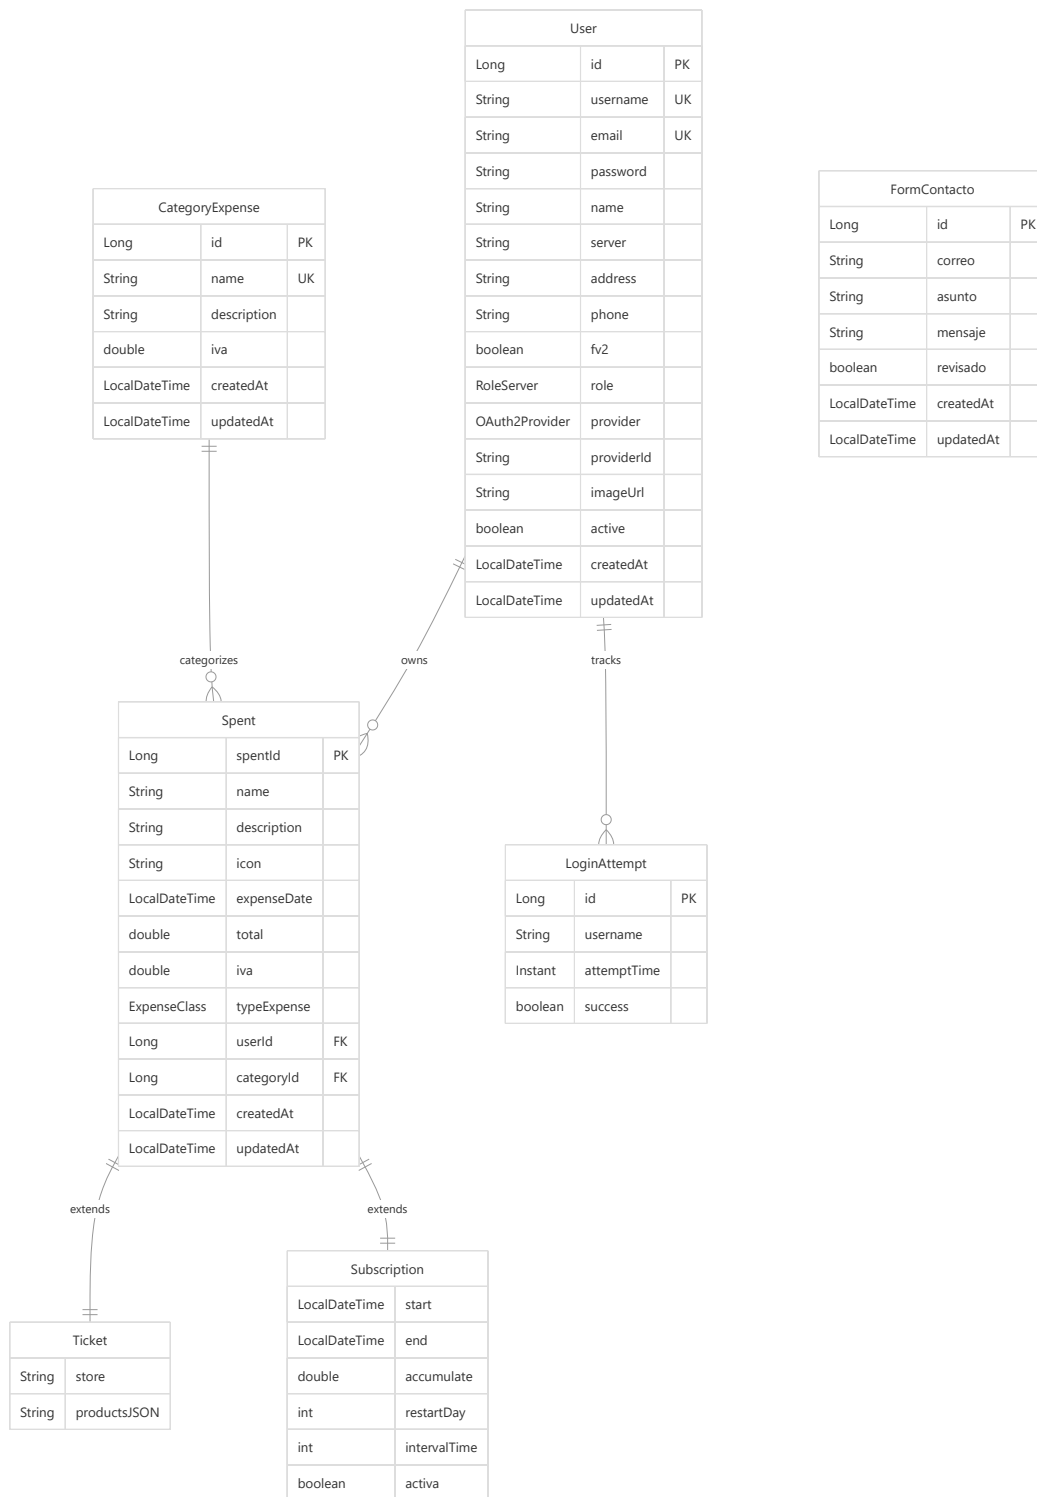 User
Long id PK
String username UK
String email UK
String password
String name
String server
String address
String phone
boolean fv2
RoleServer role
OAuth2Provider provider
String providerId
String imageUrl
boolean active
LocalDateTime createdAt
LocalDateTime updatedAt
CategoryExpense
Long id PK
String name UK
String description
double iva
LocalDateTime createdAt
LocalDateTime updatedAt
FormContacto
Long id PK
String correo
String asunto
String mensaje
boolean revisado
LocalDateTime createdAt
LocalDateTime updatedAt
categorizes
owns
tracks
Spent
Long spentId PK
String name
String description
String icon
LocalDateTime expenseDate
double total
double iva
ExpenseClass typeExpense
Long userId FK
Long categoryId FK
LocalDateTime createdAt
LocalDateTime updatedAt
LoginAttempt
Long id PK
String username
Instant attemptTime
boolean success
extends
extends
Ticket
String store
String productsJSON
Subscription
LocalDateTime start
LocalDateTime end
double accumulate
int restartDay
int intervalTime
boolean activa